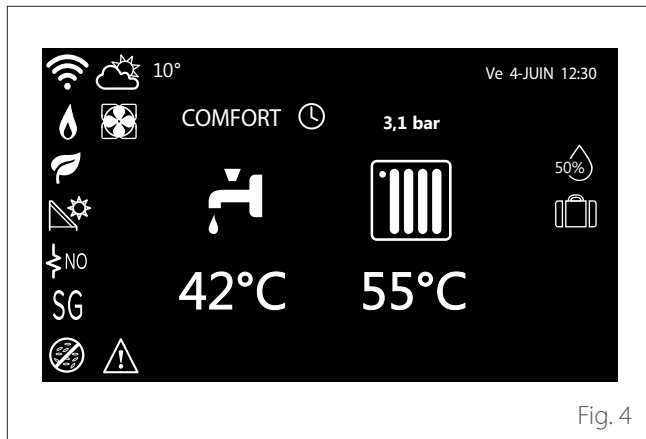 10°
Ve 4-JUIN 12:30
COMFORT
3,1 bar
50%
NO
42°C
55°C
SG
Fig. 4